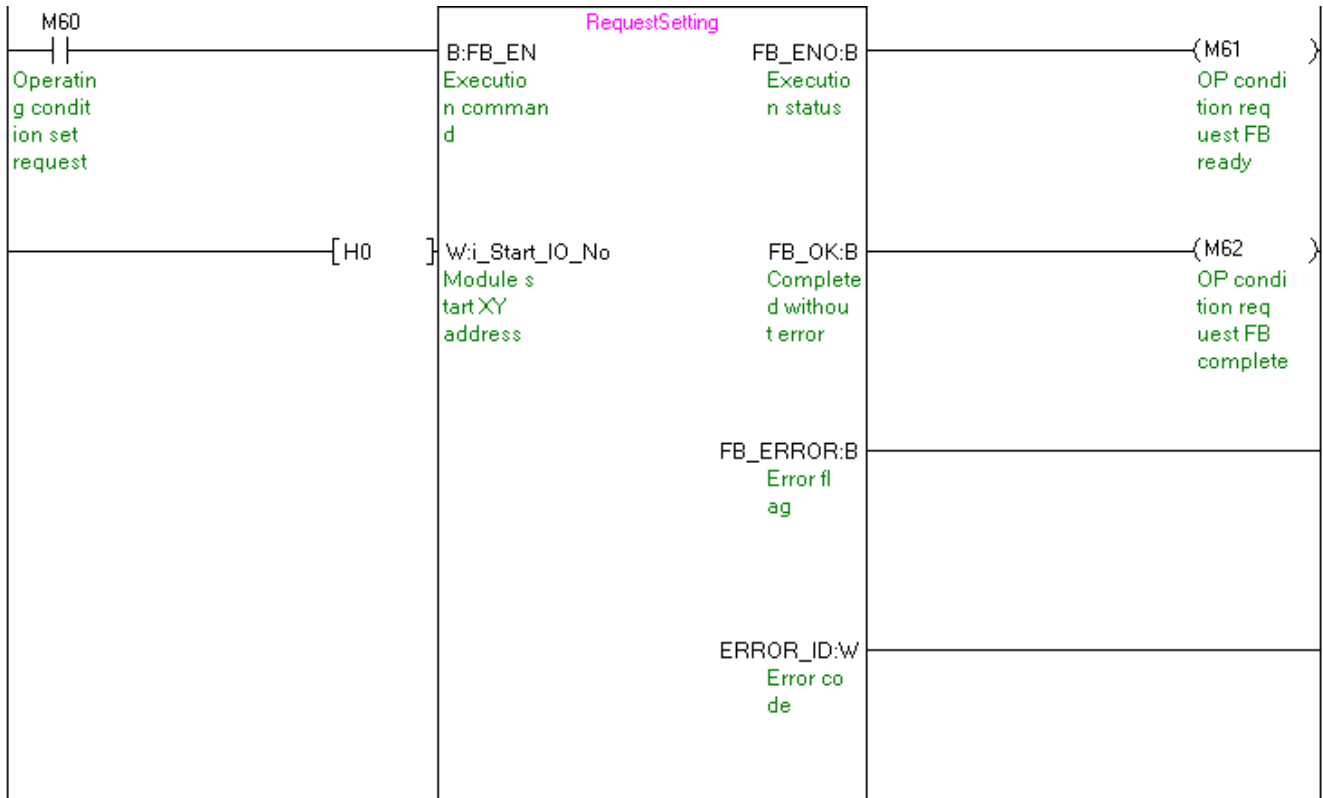 M60
RequestSetting
B:FB_EN
FB_ENO:B
(M61 )
Operatin
g condit
ion set
request
Executio
n comman
d
Executio
n status
OP condi
tion req
uest FB
ready
[H0 ]
W:i_Start_IO_No
FB_OK:B
(M62 )
Module s
tart XY
address
Complete
d withou
t error
OP condi
tion req
uest FB
complete
FB_ERROR:B
Error fl
ag
ERROR_ID:W
Error co
de